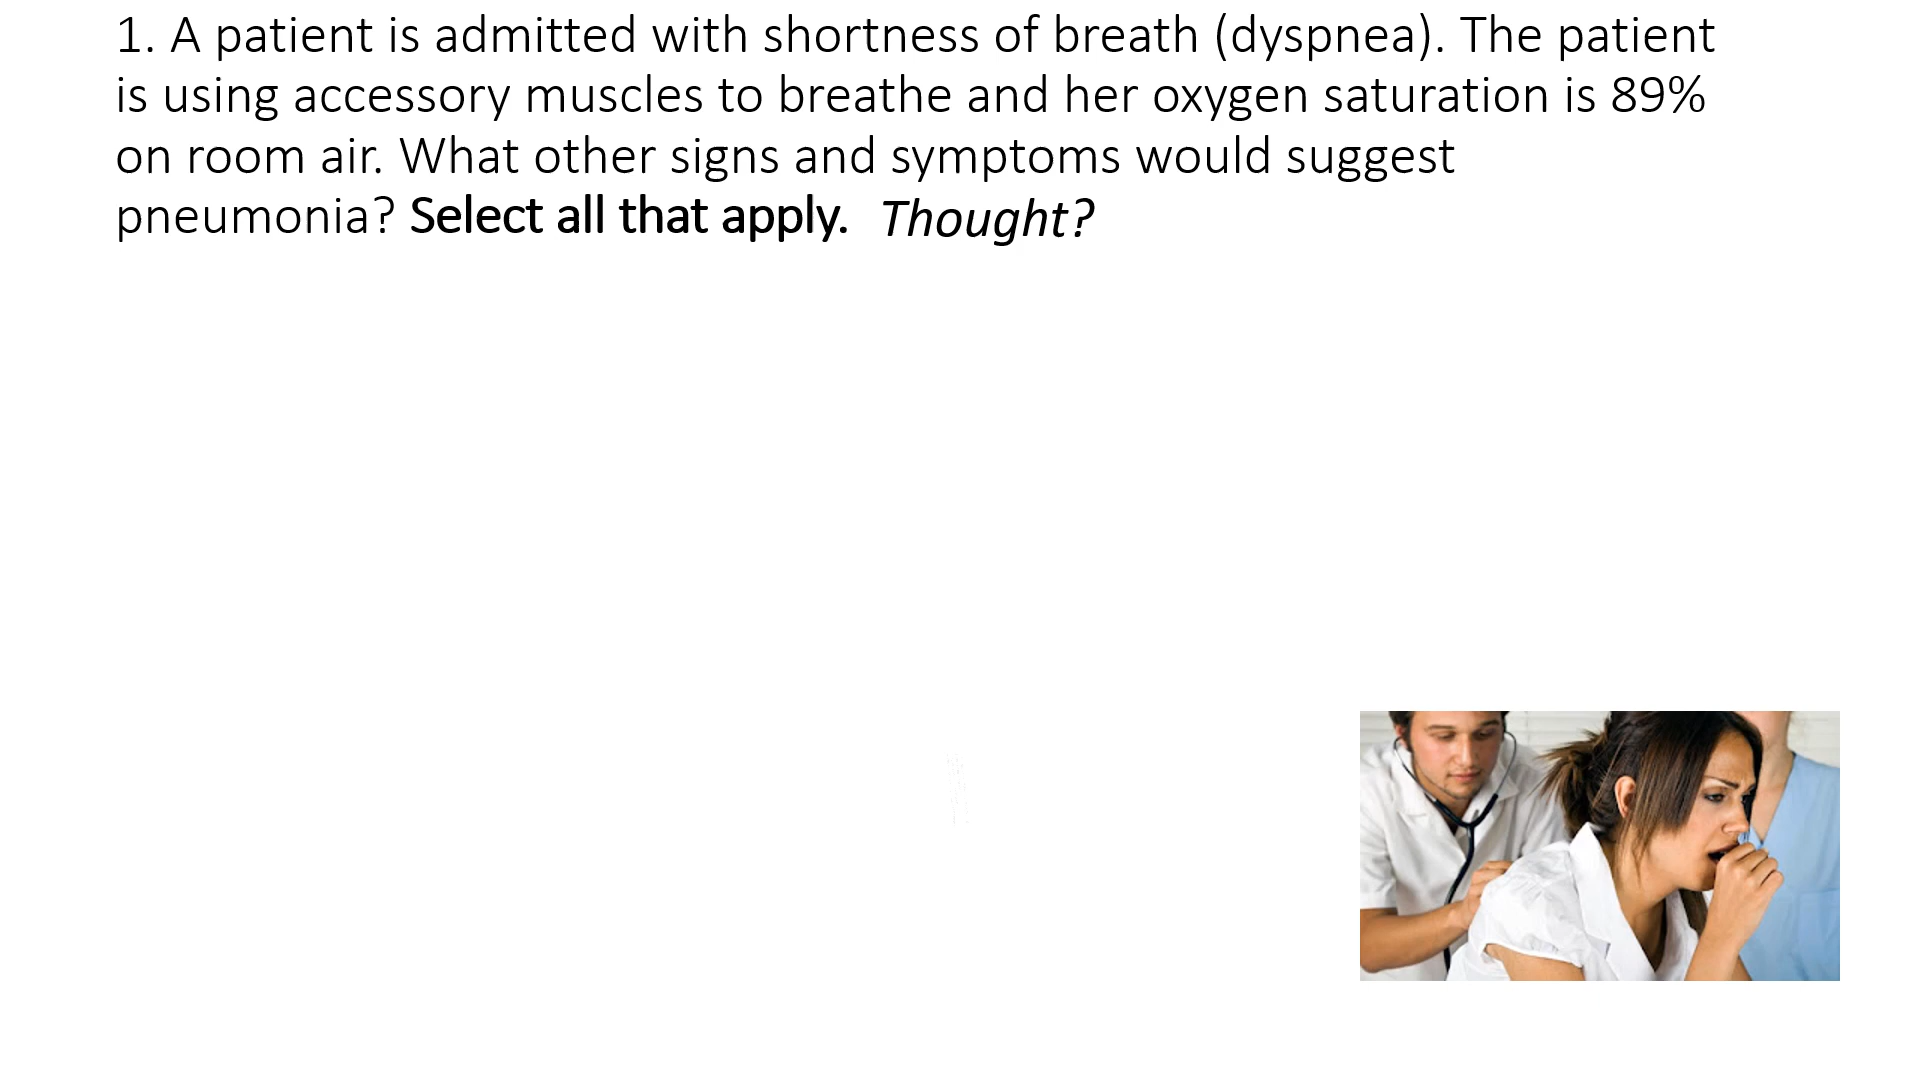 1. A patient is admitted with shortness of breath (dyspnea). The patient
is using accessory muscles to breathe and her oxygen saturation is 89%
on room air. What other signs and symptoms would suggest
pneumonia? Select all that apply. Thought?